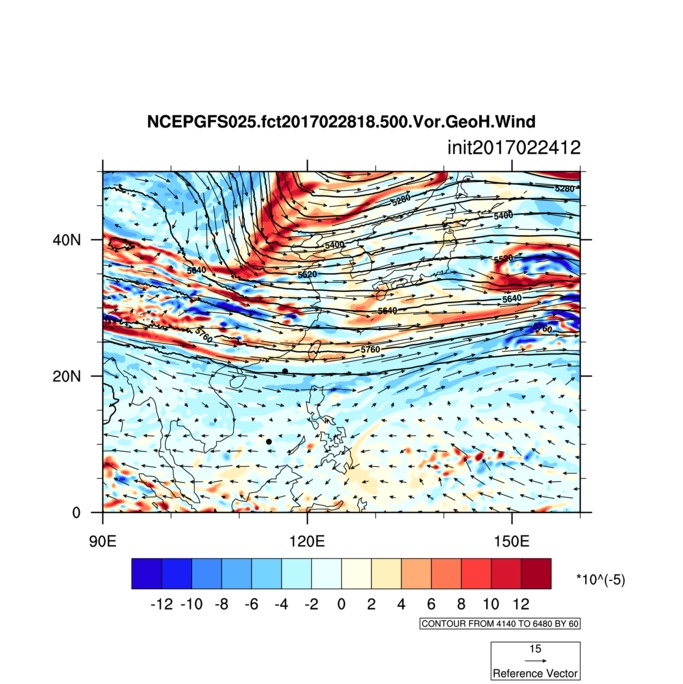 NCEPGFS025.fct2017022818.500.Vor.GeoH.Wind
init2017022412
5280
5280
5400
40N
5400
5520
5640
5520
5640
5640
5760
5760
5760
20N
0
90E 120E 150E
-12 -10 -8 -6 -4 -2 0 2 4 6 8 10 12 *10^(-5)
CONTOUR FROM 4140 TO 6480 BY 60
15
Reference Vector